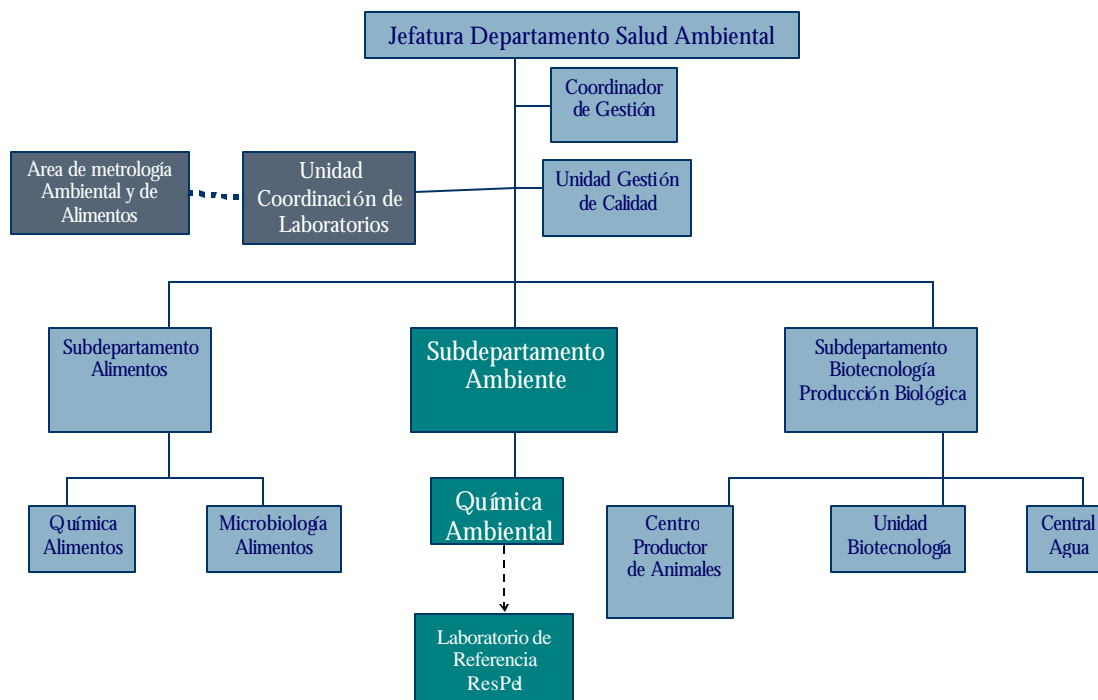 Jefatura Departamento Salud Ambiental
Coordinador
de Gestión
Area de metrología
Ambiental y de
Alimentos
Unidad
Coordinación de
Laboratorios
Unidad Gestión
de Calidad
Subdepartamento
Alimentos
Subdepartamento
Ambiente
Subdepartamento
Biotecnología
Producción Biológica
Química
Alimentos
Microbiología
Alimentos
Química
Ambiental
Centro
Productor
de Animales
Unidad
Biotecnología
Central
Agua
Laboratorio de
Referencia
ResPel